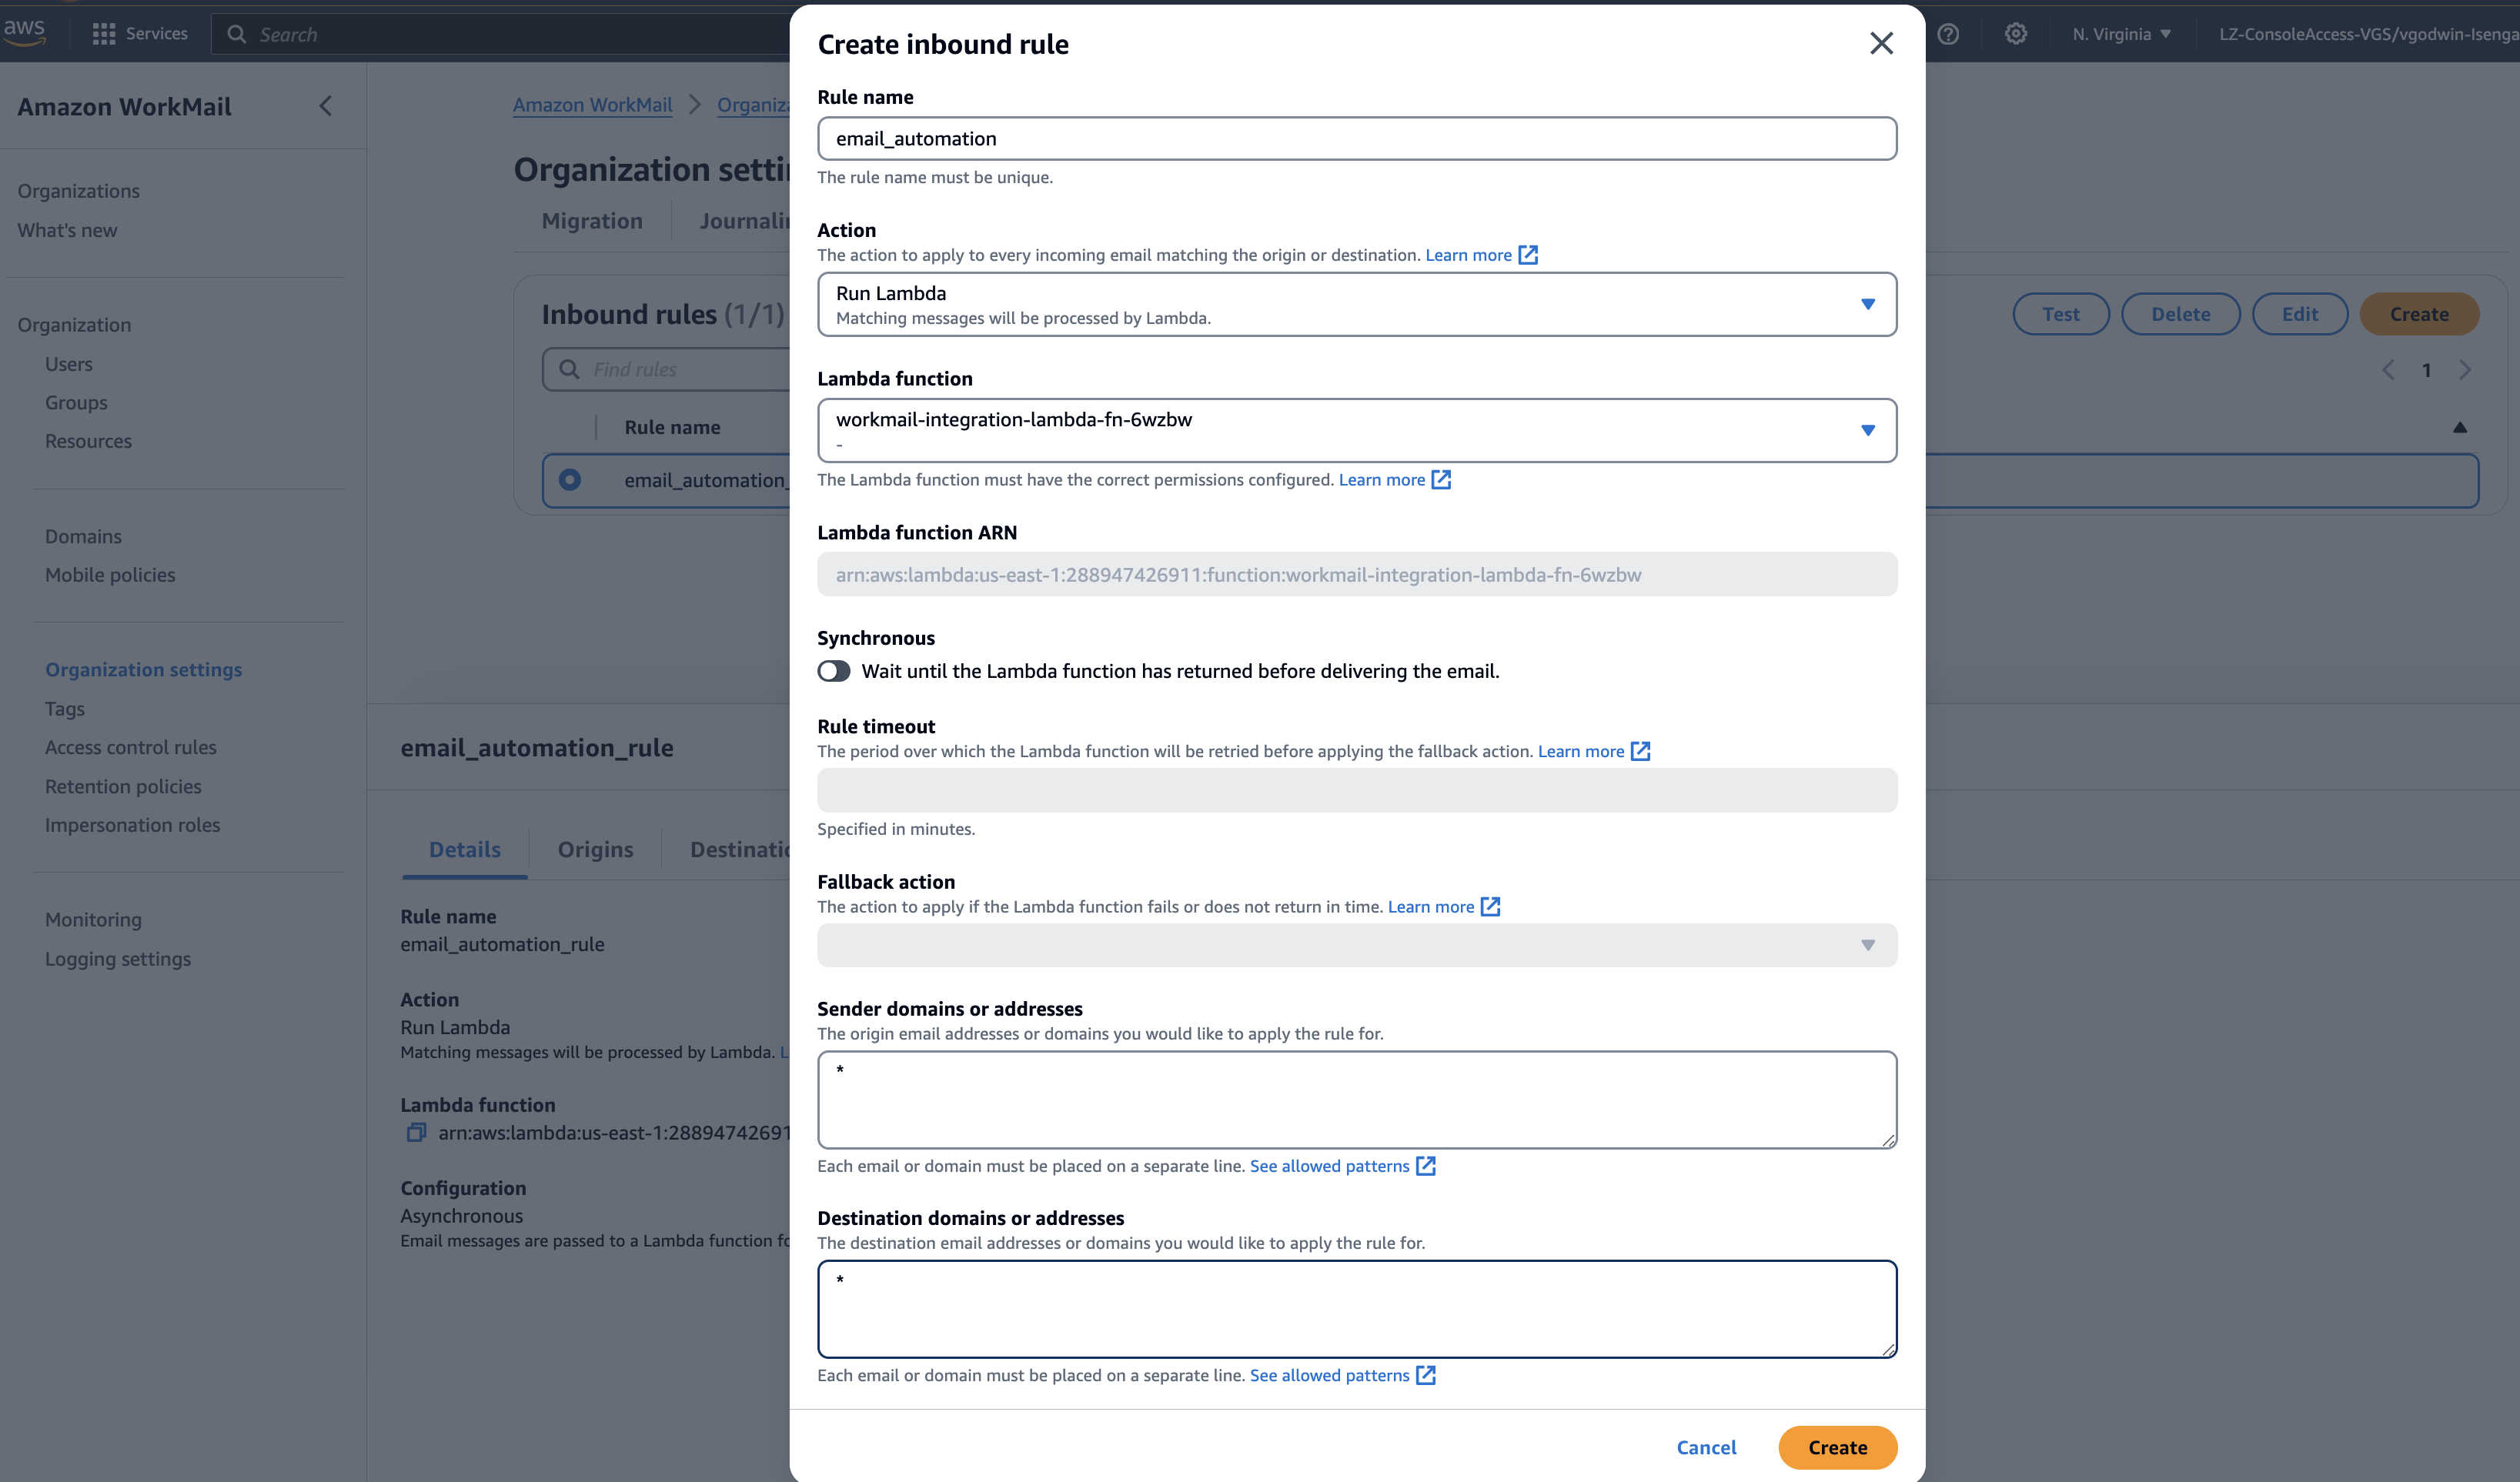 aws
Services
Search
N. Virginia
LZ-ConsoleAccess-VGS/vgodwin-Isenga
Amazon WorkMail
Organizations
What's new
Organization
Users
Groups
Resources
Domains
Mobile policies
Organization settings
Tags
Access control rules
Retention policies
Impersonation roles
Monitoring
Logging settings
Amazon WorkMail > Organiza
Organization settin
Migration
Journalin
Inbound rules (1/1)
Find rules
Test
Delete
Edit
Create
1
Rule name
email_automation_
email_automation_rule
Details
Origins
Destinatio
Rule name
email_automation_rule
Action
Run Lambda
Matching messages will be processed by Lambda. L
Lambda function
arn:aws:lambda:us-east-1:28894742691
Configuration
Asynchronous
Email messages are passed to a Lambda function fo
Create inbound rule
Rule name
email_automation
The rule name must be unique.
Action
The action to apply to every incoming email matching the origin or destination. Learn more
Run Lambda
Matching messages will be processed by Lambda.
Lambda function
workmail-integration-lambda-fn-6wzbw
-
The Lambda function must have the correct permissions configured. Learn more
Lambda function ARN
arn:aws:lambda:us-east-1:288947426911:function:workmail-integration-lambda-fn-6wzbw
Synchronous
Wait until the Lambda function has returned before delivering the email.
Rule timeout
The period over which the Lambda function will be retried before applying the fallback action. Learn more
Specified in minutes.
Fallback action
The action to apply if the Lambda function fails or does not return in time. Learn more
Sender domains or addresses
The origin email addresses or domains you would like to apply the rule for.
*
Each email or domain must be placed on a separate line. See allowed patterns
Destination domains or addresses
The destination email addresses or domains you would like to apply the rule for.
*
Each email or domain must be placed on a separate line. See allowed patterns
Cancel
Create